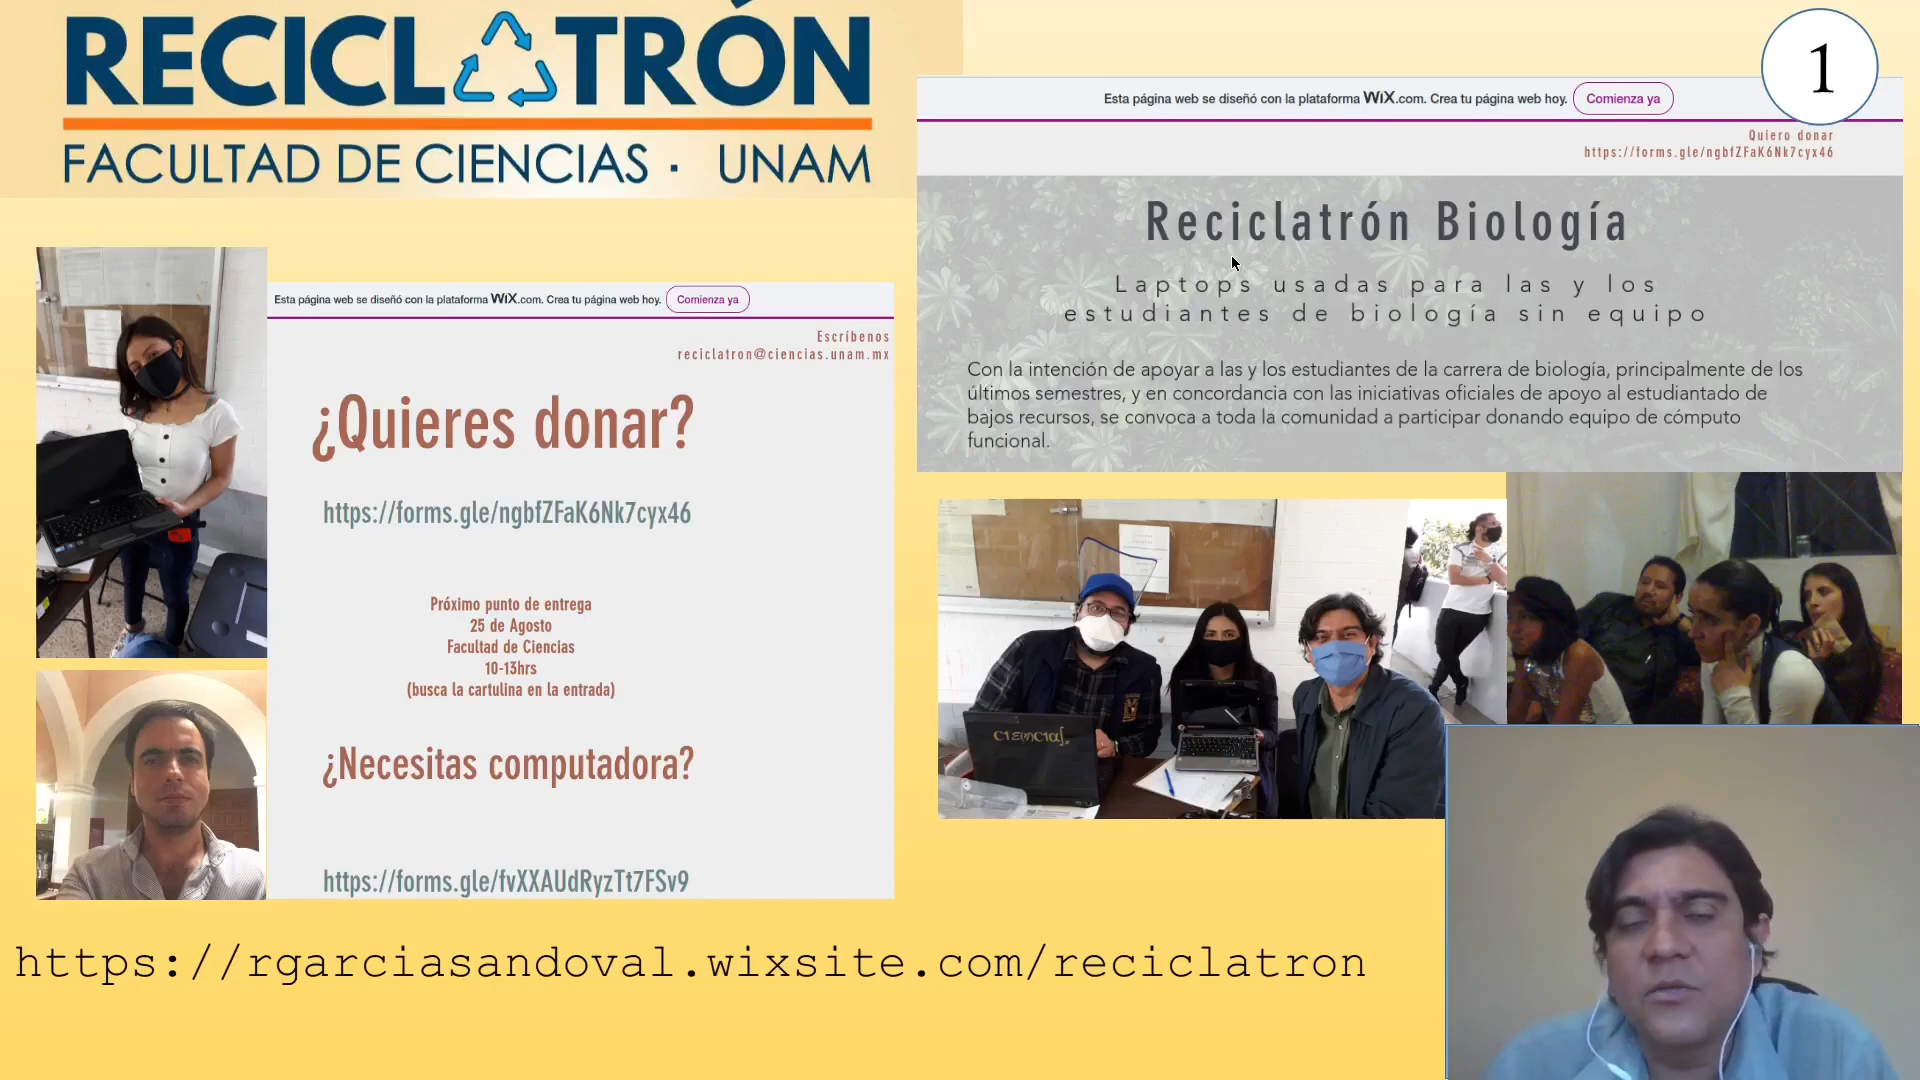 RECICLATRÓN
FACULTAD DE CIENCIAS · UNAM
1
Esta página web se diseñó con la plataforma WiX.com. Crea tu página web hoy. Comienza ya
Quiero donar
https://forms.gle/ngbfZFaK6Nk7cyx46
Reciclatrón Biología
Laptops usadas para las y los
estudiantes de biología sin equipo
Con la intención de apoyar a las y los estudiantes de la carrera de biología, principalmente de los
últimos semestres, y en concordancia con las iniciativas oficiales de apoyo al estudiantado de
bajos recursos, se convoca a toda la comunidad a participar donando equipo de cómputo
funcional.
Esta página web se diseñó con la plataforma WiX.com. Crea tu página web hoy. Comienza ya
Escríbenos
reciclatron@ciencias.unam.mx
¿Quieres donar?
https://forms.gle/ngbfZFaK6Nk7cyx46
Próximo punto de entrega
25 de Agosto
Facultad de Ciencias
10-13hrs
(busca la cartulina en la entrada)
¿Necesitas computadora?
https://forms.gle/fvXXAUdRyzTt7FSv9
https://rgarciasandoval.wixsite.com/reciclatron